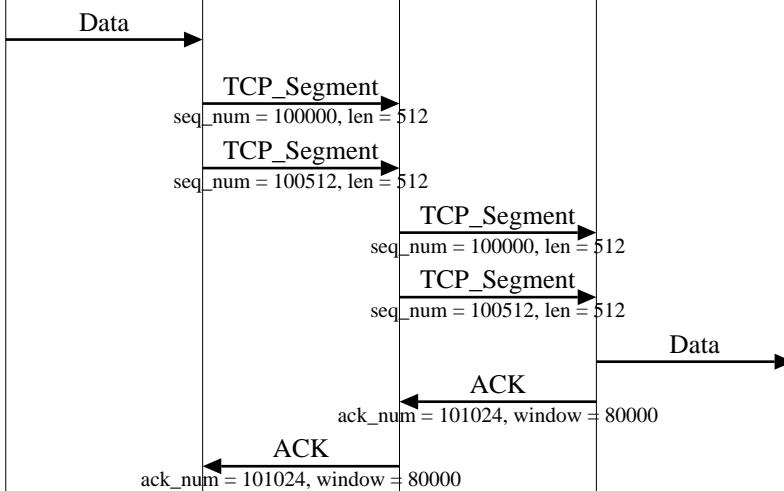 Data
TCP_Segment
seq_num = 100000, len = 512
TCP_Segment
seq_num = 100512, len = 512
TCP_Segment
seq_num = 100000, len = 512
TCP_Segment
seq_num = 100512, len = 512
Data
ACK
ack_num = 101024, window = 80000
ACK
ack_num = 101024, window = 80000